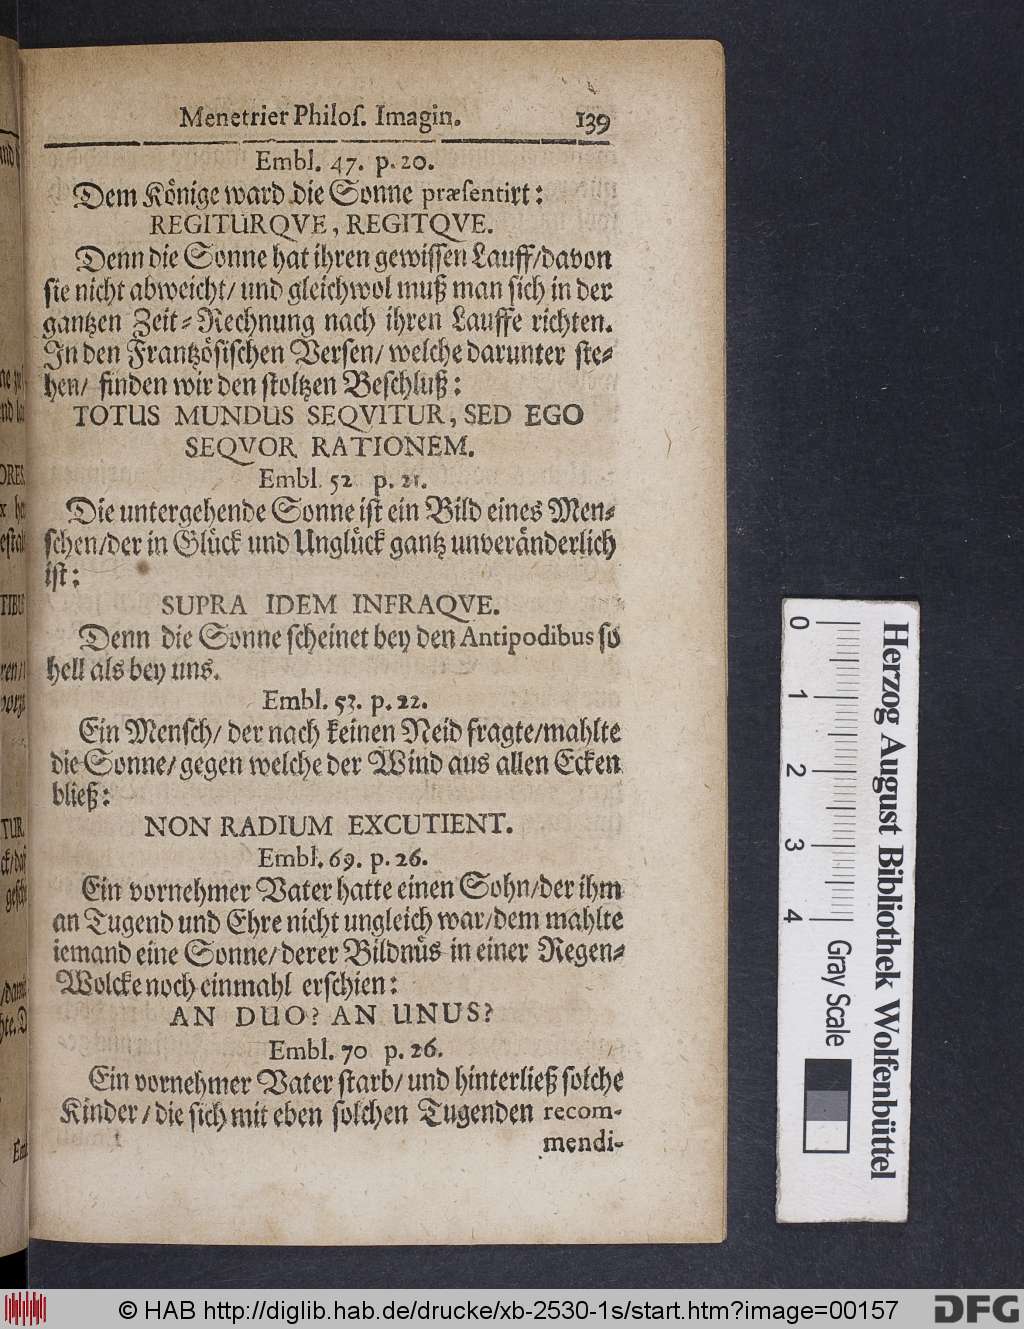 Menetrier Philoſ. Imagin. 139
Embl. 47. p. 20.
Dem Könige ward die Sonne præſentirt:
REGITURQVE, REGITQVE.
Denn die Sonne hat ihren gewiſſen Lauff/davon
ſie nicht abweicht/ und gleichwol muß man ſich in der
gantzen Zeit-Rechnung nach ihren Lauffe richten.
In den Frantzöſiſchen Verſen/ welche darunter ſte-
hen/ finden wir den ſtoltzen Beſchluß:
TOTUS MUNDUS SEQVITUR, SED EGO
SEQVOR RATIONEM.
Embl. 52 p. 21.
Die untergehende Sonne iſt ein Bild eines Men-
ſchen/der in Glück und Unglück gantz unveränderlich
iſt:
SUPRA IDEM INFRAQVE.
Denn die Sonne ſcheinet bey den Antipodibus ſo
hell als bey uns.
Embl. 53. p. 22.
Ein Menſch/ der nach keinen Neid fragte/mahlte
die Sonne/ gegen welche der Wind aus allen Ecken
bließ:
NON RADIUM EXCUTIENT.
Embl. 69. p. 26.
Ein vornehmer Vater hatte einen Sohn/der ihm
an Tugend und Ehre nicht ungleich war/dem mahlte
iemand eine Sonne/derer Bildnüs in einer Regen-
Wolcke noch einmahl erſchien:
AN DUO? AN UNUS?
Embl. 70 p. 26.
Ein vornehmer Vater ſtarb/ und hinterließ ſolche
Kinder/die ſich mit eben ſolchen Tugenden recom-
mendi-
0 1 2 3 4 Gray Scale
Herzog August Bibliothek Wolfenbüttel
© HAB http://diglib.hab.de/drucke/xb-2530-1s/start.htm?image=00157 DFG